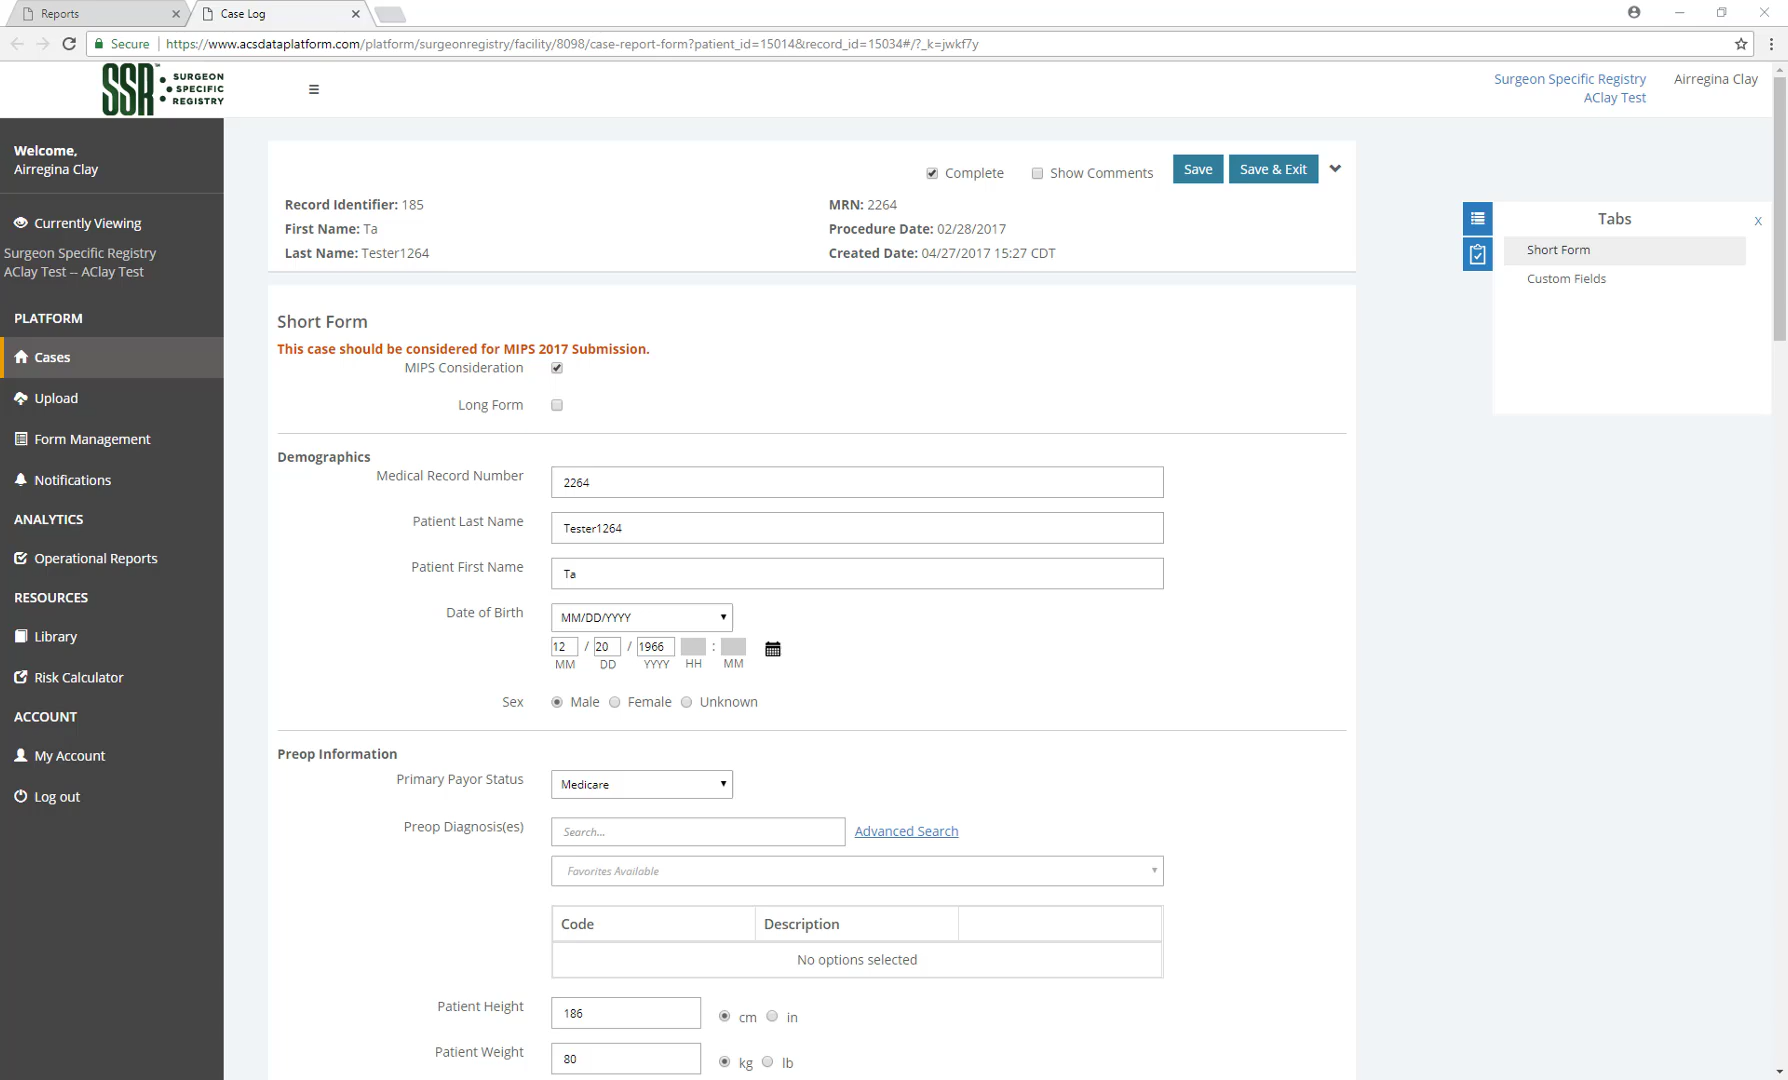 Reports
Case Log
Secure
https://www.acsdataplatform.com/platform/surgeonregistry/facility/8098/case-report-form?patient_id=15014&record_id=15034#/?_k=jwkf7y
SSR™
SURGEON
SPECIFIC
REGISTRY
Surgeon Specific Registry
AClay Test
Airregina Clay
Welcome,
Airregina Clay
Currently Viewing
Surgeon Specific Registry
AClay Test -- AClay Test
PLATFORM
Cases
Upload
Form Management
Notifications
ANALYTICS
Operational Reports
RESOURCES
Library
Risk Calculator
ACCOUNT
My Account
Log out
Complete
Show Comments
Save
Save & Exit
Record Identifier: 185
MRN: 2264
First Name: Ta
Procedure Date: 02/28/2017
Last Name: Tester1264
Created Date: 04/27/2017 15:27 CDT
Tabs
x
Short Form
Custom Fields
Short Form
This case should be considered for MIPS 2017 Submission.
MIPS Consideration
Long Form
Demographics
Medical Record Number
2264
Patient Last Name
Tester1264
Patient First Name
Ta
Date of Birth
MM/DD/YYYY
12 / 20 / 1966 :
MM DD YYYY HH MM
Sex
Male Female Unknown
Preop Information
Primary Payor Status
Medicare
Preop Diagnosis(es)
Search...
Advanced Search
Favorites Available
Code Description
No options selected
Patient Height
186
cm in
Patient Weight
80
kg lb